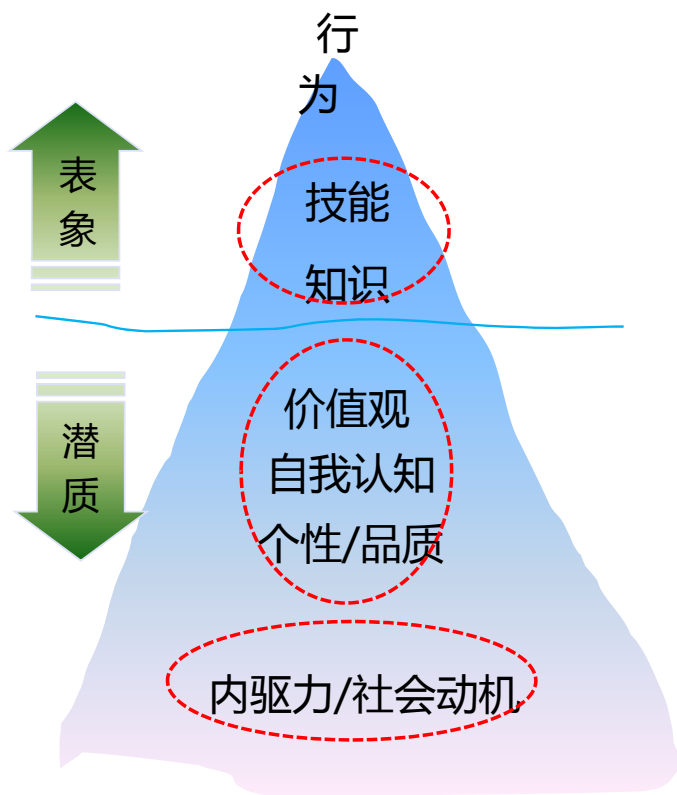 行
为
表
象
技能
知识
潜
质
价值观
自我认知
个性/品质
内驱力/社会动机